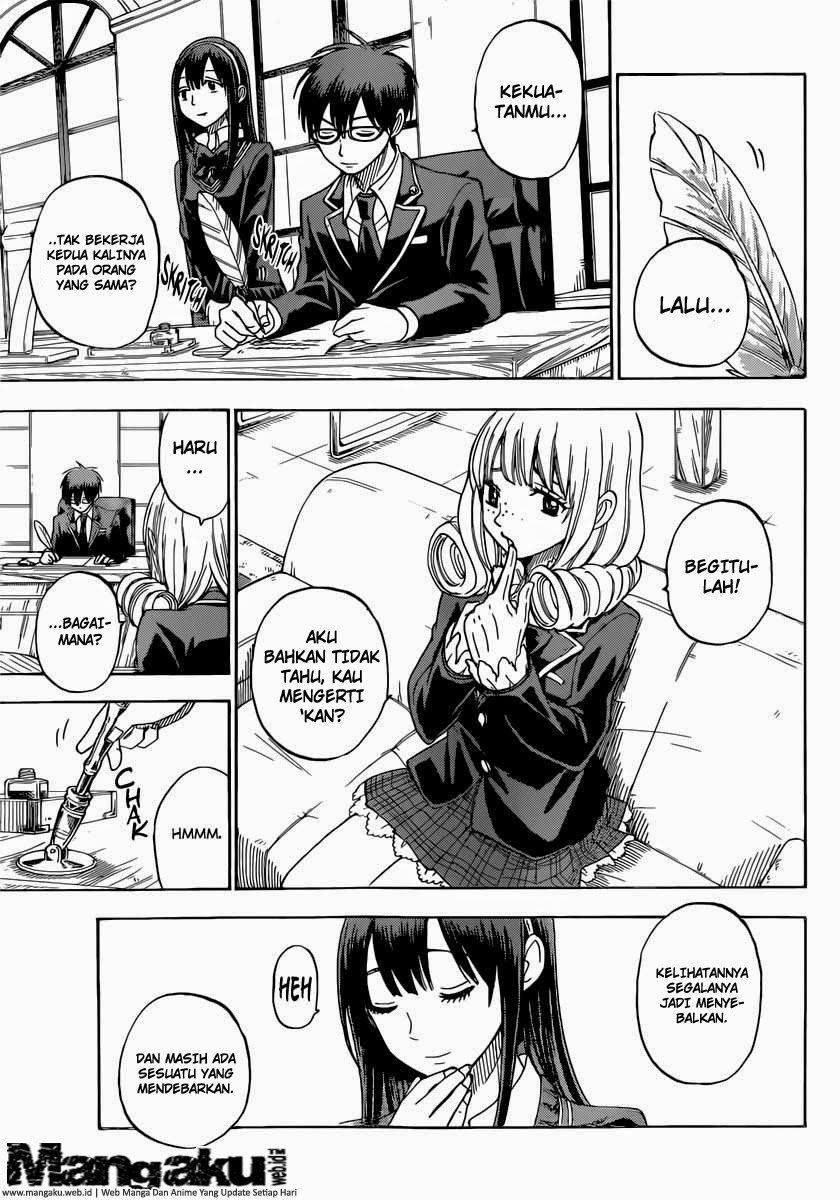 LALU...
KEKUA-
TANMU...
..TAK BEKERJA
KEDUA KALINYA
PADA ORANG
YANG SAMA?
SKRITCH
SKRITCH
BEGITU-
LAH!
AKU
BAHKAN TIDAK
TAHU, KAU
MENGERTI
'KAN?
HARU
...
...BAGAI-
MANA?
CHAK
HMMM.
KELIHATANNYA
SEGALANYA
JADI MENYE-
BALKAN.
HEH
DAN MASIH ADA
SESUATU YANG
MENDEBARKAN.
Mangaku
web.id™
www.mangaku.web.id | Web Manga Dan Anime Yang Update Setiap Hari